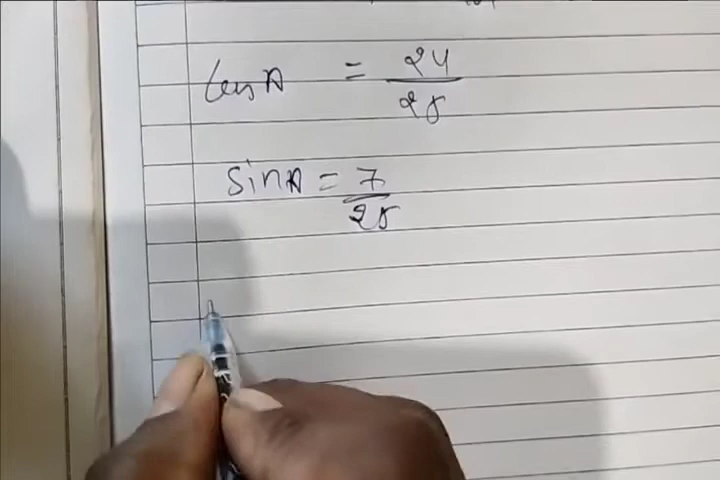 cosA = 24/25
sinA = 7/25